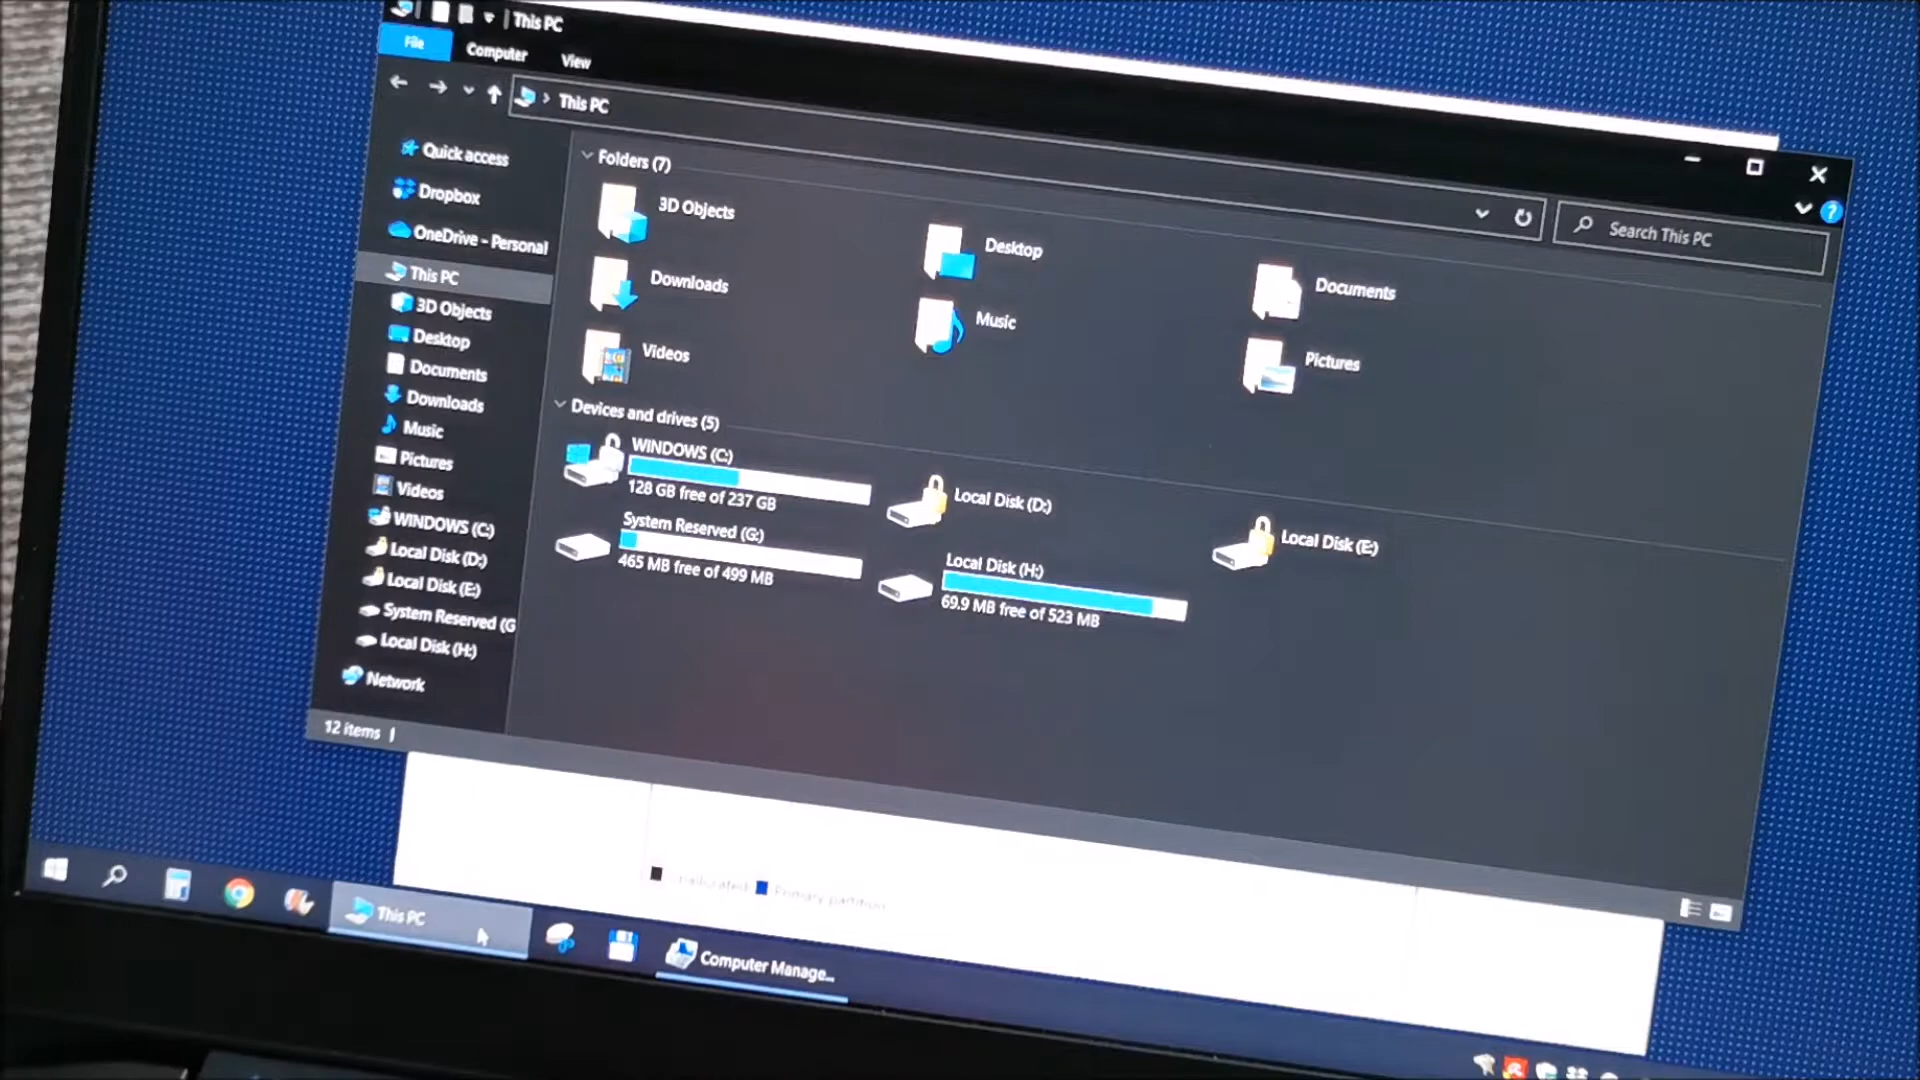 This PC
File
Computer
View
This PC
Search This PC
Quick access
Dropbox
OneDrive - Personal
This PC
3D Objects
Desktop
Documents
Downloads
Music
Pictures
Videos
WINDOWS (C:)
Local Disk (D:)
Local Disk (E:)
System Reserved (G
Local Disk (H:)
Network
Folders (7)
3D Objects
Desktop
Documents
Downloads
Music
Pictures
Videos
Devices and drives (5)
WINDOWS (C:)
128 GB free of 237 GB
Local Disk (D:)
Local Disk (E:)
System Reserved (G:)
465 MB free of 499 MB
Local Disk (H:)
69.9 MB free of 523 MB
12 items
Unallocated
Primary partition
This PC
Computer Manage...